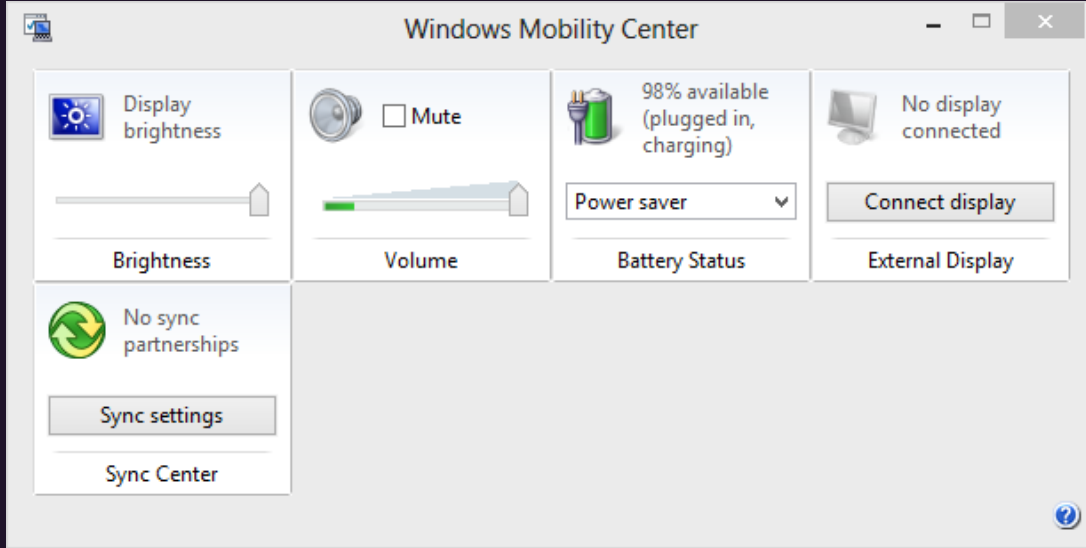 Windows Mobility Center
Display
brightness
Brightness
Mute
Volume
98% available
(plugged in,
charging)
Power saver
Battery Status
No display
connected
Connect display
External Display
No sync
partnerships
Sync settings
Sync Center